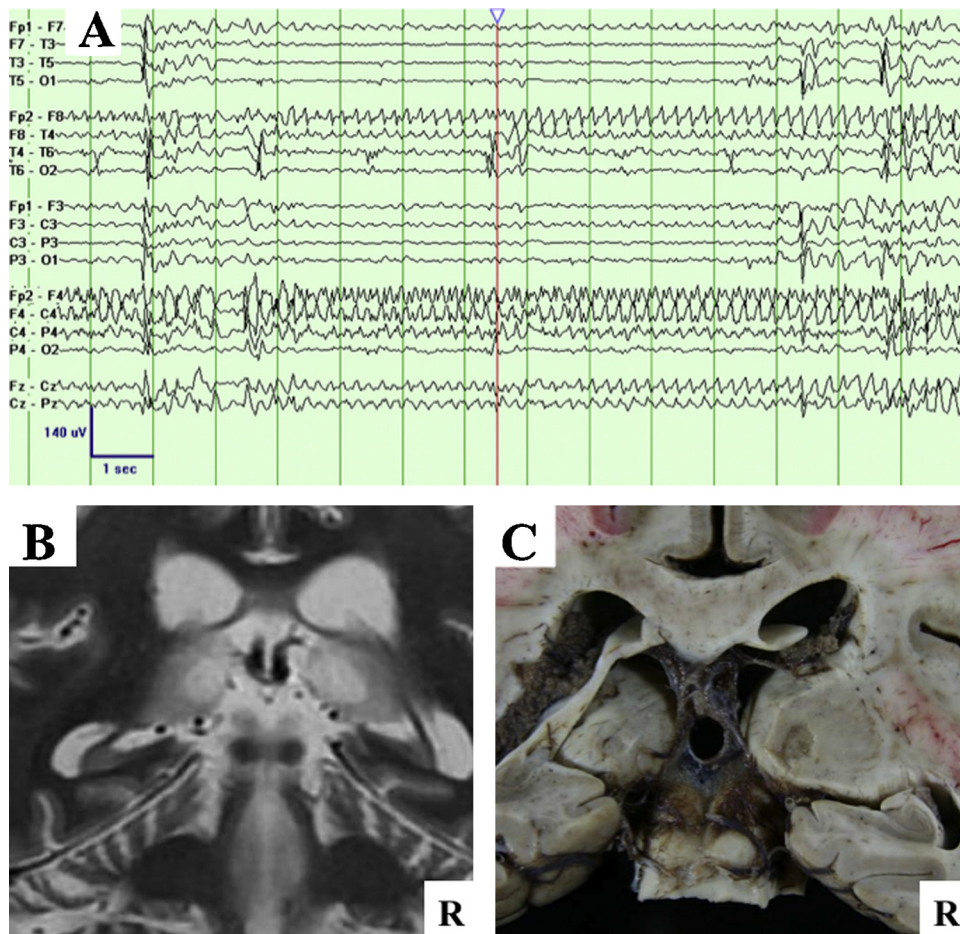 A
Fp1 - F7
F7 - T3
T3 - T5
T5 - O1
Fp2 - F8
F8 - T4
T4 - T6
T6 - O2
Fp1 - F3
F3 - C3
C3 - P3
P3 - O1
Fp2 - F4
F4 - C4
C4 - P4
P4 - O2
Fz - Cz
Cz - Pz
140 uV
1 sec
B
R
C
R